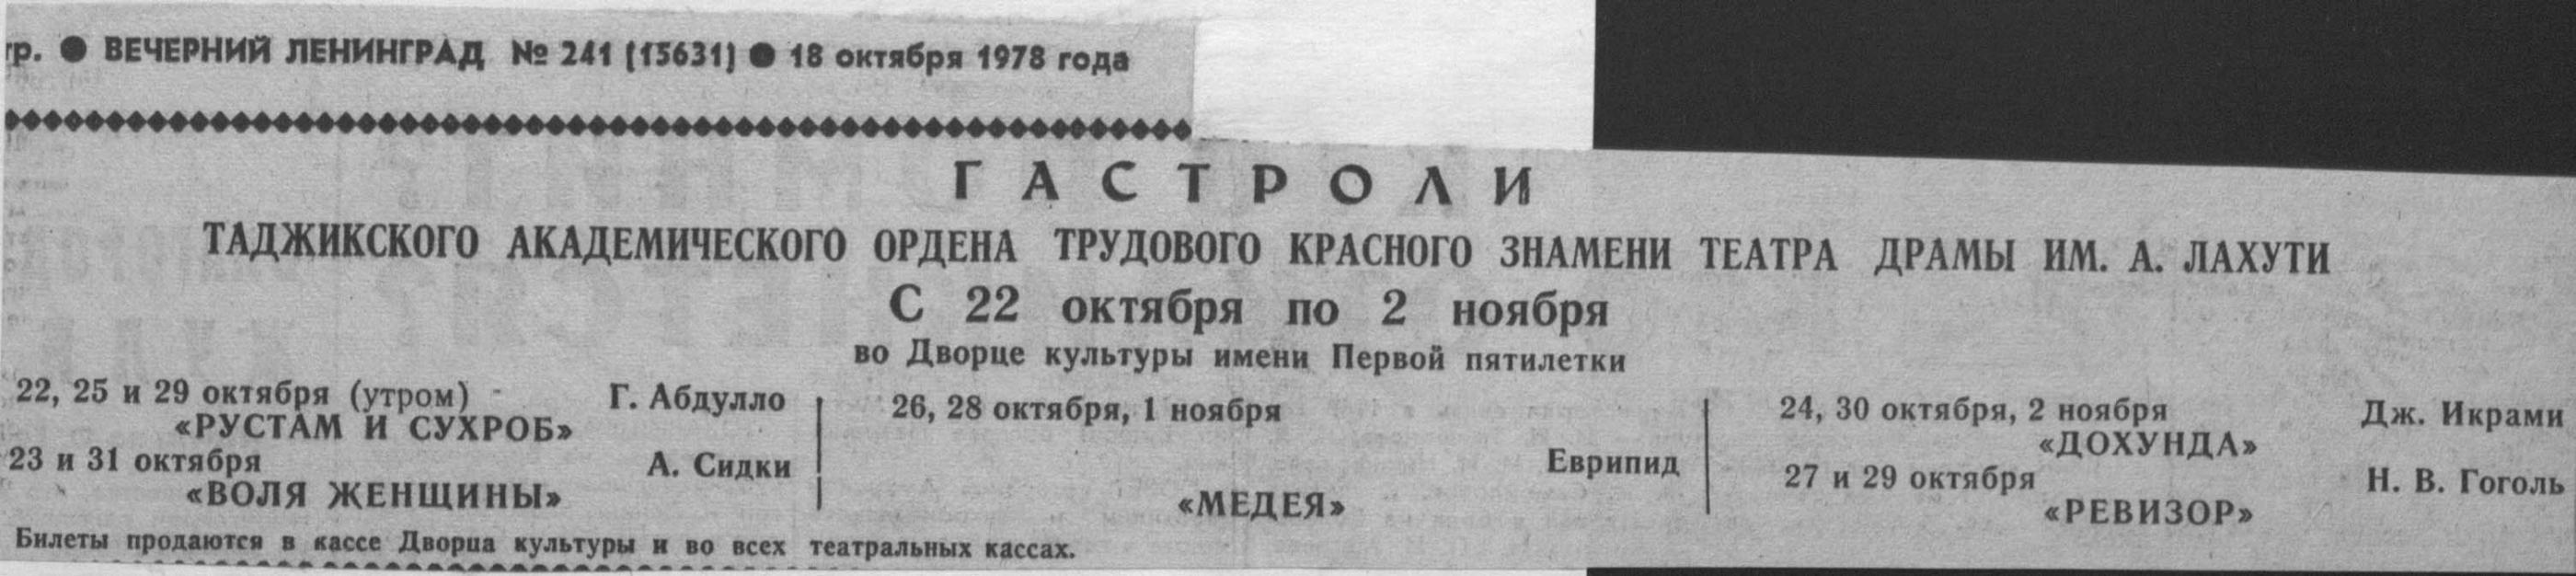 ● ВЕЧЕРНИЙ ЛЕНИНГРАД № 241 (15631) ● 18 октября 1978 года
ГАСТРОЛИ
ТАДЖИКСКОГО АКАДЕМИЧЕСКОГО ОРДЕНА ТРУДОВОГО КРАСНОГО ЗНАМЕНИ ТЕАТРА ДРАМЫ ИМ. А. ЛАХУТИ
С 22 октября по 2 ноября
во Дворце культуры имени Первой пятилетки
22, 25 и 29 октября (утром) Г. Абдулло
«РУСТАМ И СУХРОБ»
23 и 31 октября А. Сидки
«ВОЛЯ ЖЕНЩИНЫ»
26, 28 октября, 1 ноября
Еврипид
«МЕДЕЯ»
24, 30 октября, 2 ноября Дж. Икрами
«ДОХУНДА»
27 и 29 октября Н. В. Гоголь
«РЕВИЗОР»
Билеты продаются в кассе Дворца культуры и во всех театральных кассах.